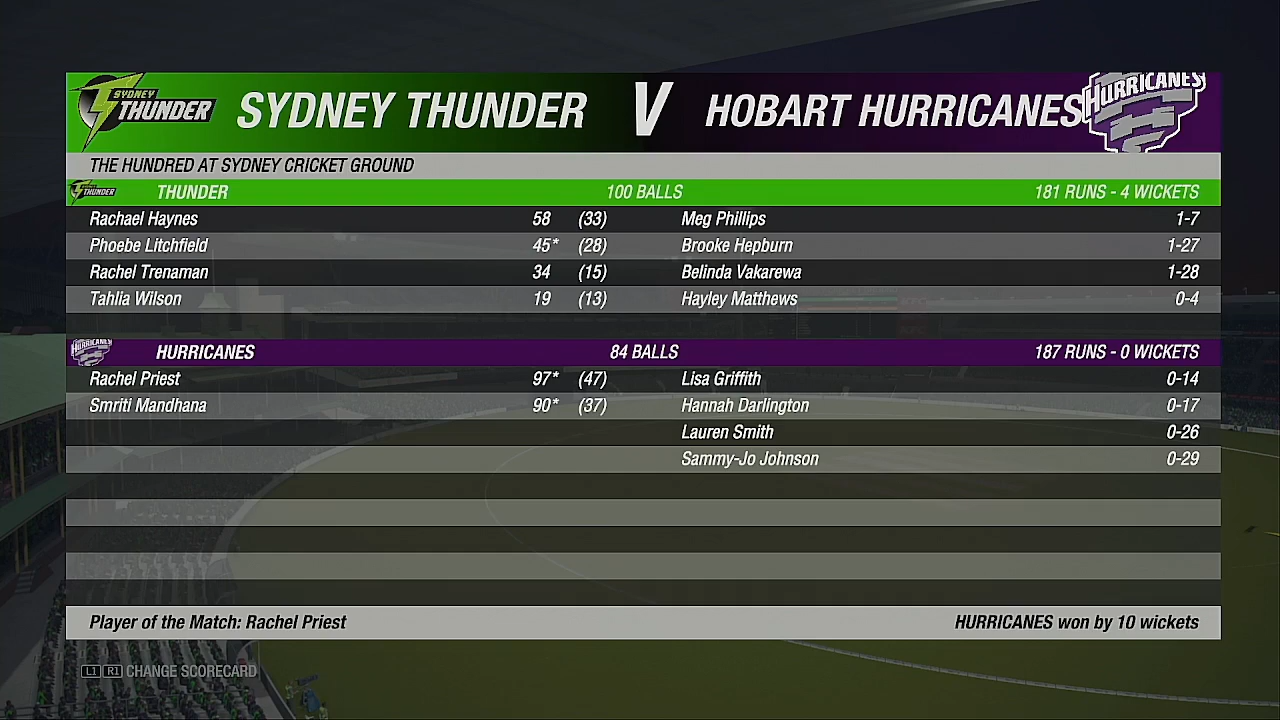 SYDNEY THUNDER SYDNEY THUNDER V HOBART HURRICANES HURRICANES
THE HUNDRED AT SYDNEY CRICKET GROUND
THUNDER THUNDER 100 BALLS 181 RUNS - 4 WICKETS
Rachael Haynes 58 (33) Meg Phillips 1-7
Phoebe Litchfield 45* (28) Brooke Hepburn 1-27
Rachel Trenaman 34 (15) Belinda Vakarewa 1-28
Tahlia Wilson 19 (13) Hayley Matthews 0-4
HURRICANES HURRICANES 84 BALLS 187 RUNS - 0 WICKETS
Rachel Priest 97* (47) Lisa Griffith 0-14
Smriti Mandhana 90* (37) Hannah Darlington 0-17
Lauren Smith 0-26
Sammy-Jo Johnson 0-29
Player of the Match: Rachel Priest HURRICANES won by 10 wickets
L1 R1 CHANGE SCORECARD